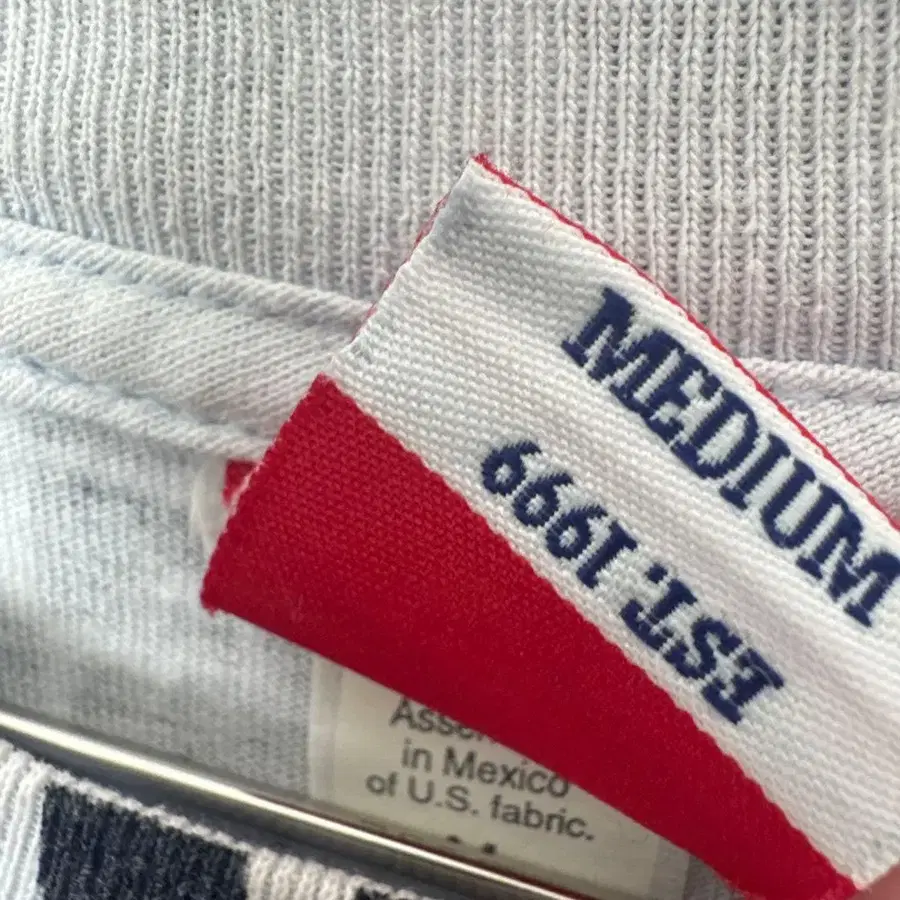 MEDIUM
EST. 1999
in Mexico
of U.S. fabric.